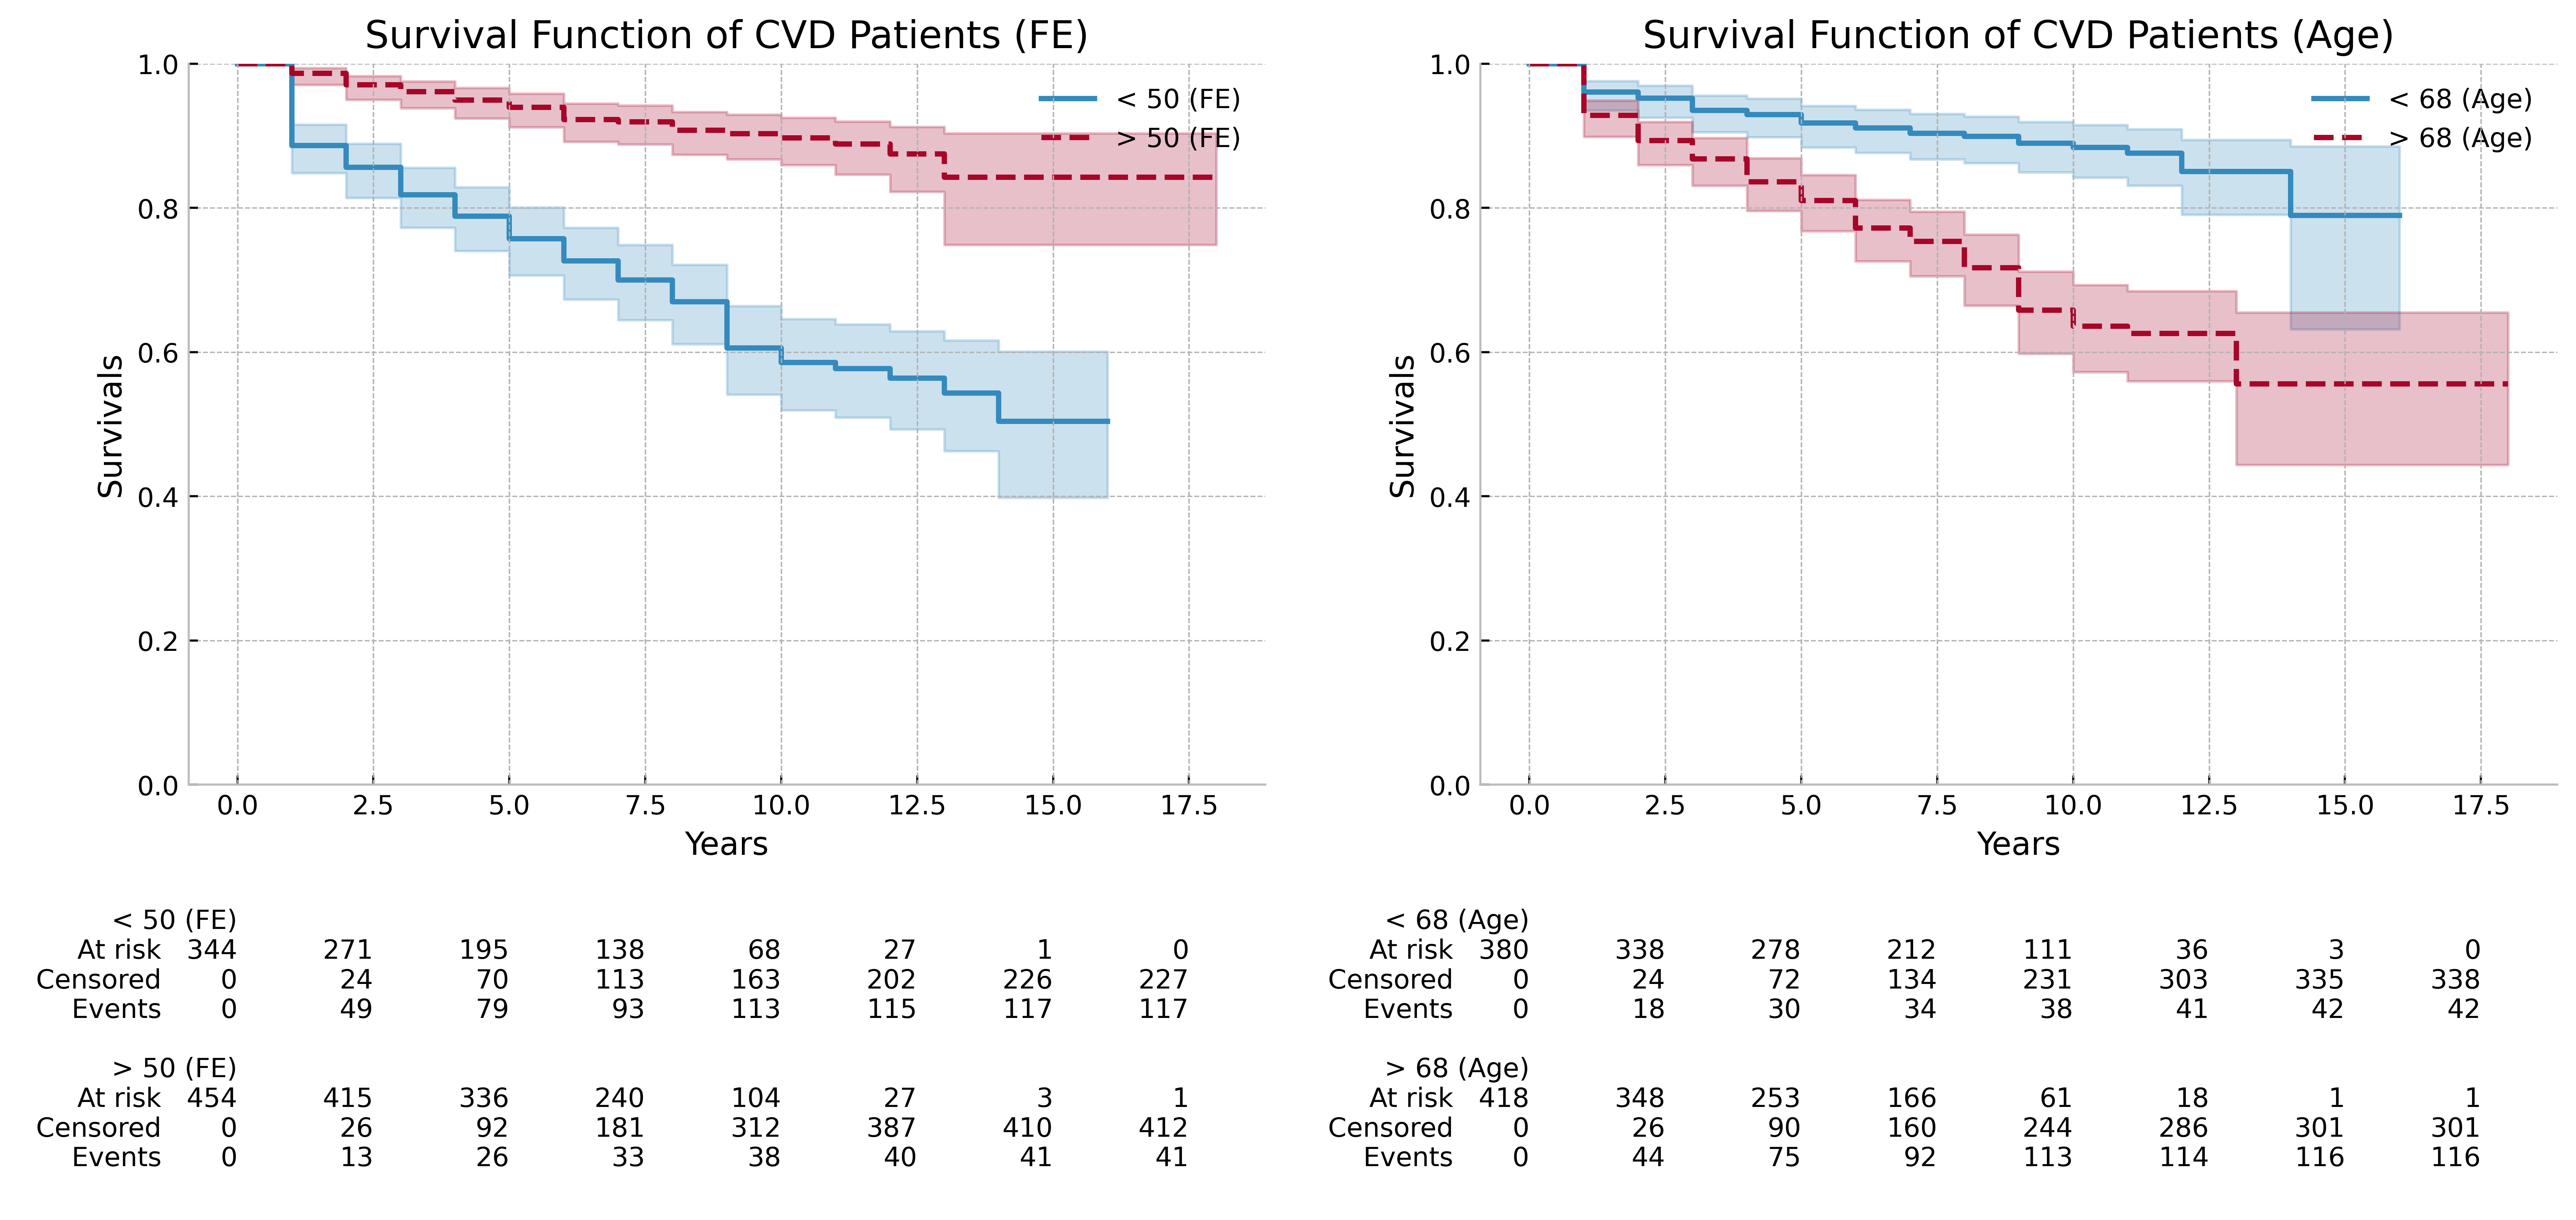 Survival Function of CVD Patients (FE)
1.0
0.8
0.6
0.4
0.2
0.0
Survivals
< 50 (FE)
> 50 (FE)
0.0 2.5 5.0 7.5 10.0 12.5 15.0 17.5
Years
< 50 (FE)
At risk 344 271 195 138 68 27 1 0
Censored 0 24 70 113 163 202 226 227
Events 0 49 79 93 113 115 117 117
> 50 (FE)
At risk 454 415 336 240 104 27 3 1
Censored 0 26 92 181 312 387 410 412
Events 0 13 26 33 38 40 41 41
Survival Function of CVD Patients (Age)
1.0
0.8
0.6
0.4
0.2
0.0
Survivals
< 68 (Age)
> 68 (Age)
0.0 2.5 5.0 7.5 10.0 12.5 15.0 17.5
Years
< 68 (Age)
At risk 380 338 278 212 111 36 3 0
Censored 0 24 72 134 231 303 335 338
Events 0 18 30 34 38 41 42 42
> 68 (Age)
At risk 418 348 253 166 61 18 1 1
Censored 0 26 90 160 244 286 301 301
Events 0 44 75 92 113 114 116 116